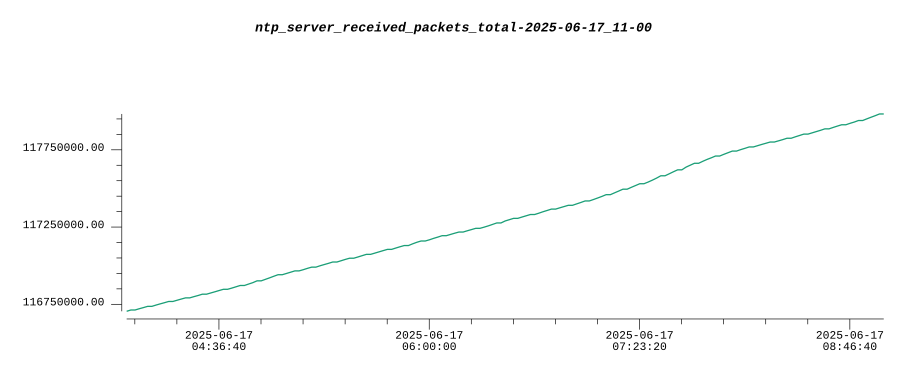 ntp_server_received_packets_total-2025-06-17_11-00
117750000.00
117250000.00
116750000.00
2025-06-17 2025-06-17 2025-06-17 2025-06-17
04:36:40 06:00:00 07:23:20 08:46:40